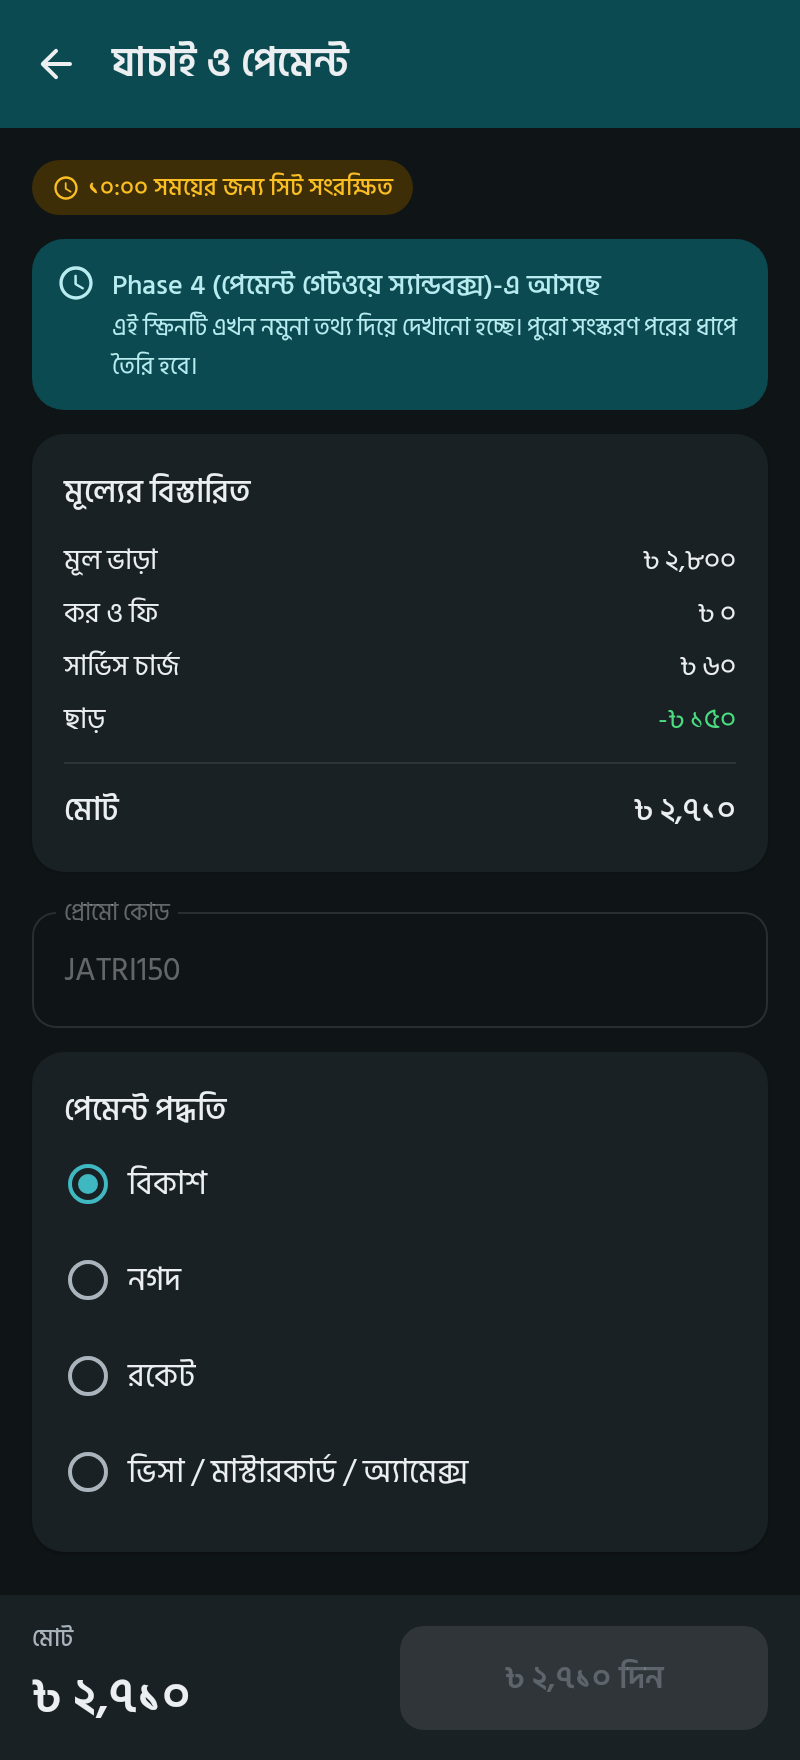 যাচাই ও পেমেন্ট
১০:০০ সময়ের জন্য সিট সংরক্ষিত
Phase 4 (পেমেন্ট গেটওয়ে স্যান্ডবক্স)-এ আসছে
এই স্ক্রিনটি এখন নমুনা তথ্য দিয়ে দেখানো হচ্ছে। পুরো সংস্করণ পরের ধাপে
তৈরি হবে।
মূল্যের বিস্তারিত
মূল ভাড়া ৳ ২,৮০০
কর ও ফি ৳ ০
সার্ভিস চার্জ ৳ ৬০
ছাড় -৳ ১৫০
মোট ৳ ২,৭১০
প্রোমো কোড
JATRI150
পেমেন্ট পদ্ধতি
বিকাশ
নগদ
রকেট
ভিসা / মাস্টারকার্ড / অ্যামেক্স
মোট
৳ ২,৭১০
৳ ২,৭১০ দিন